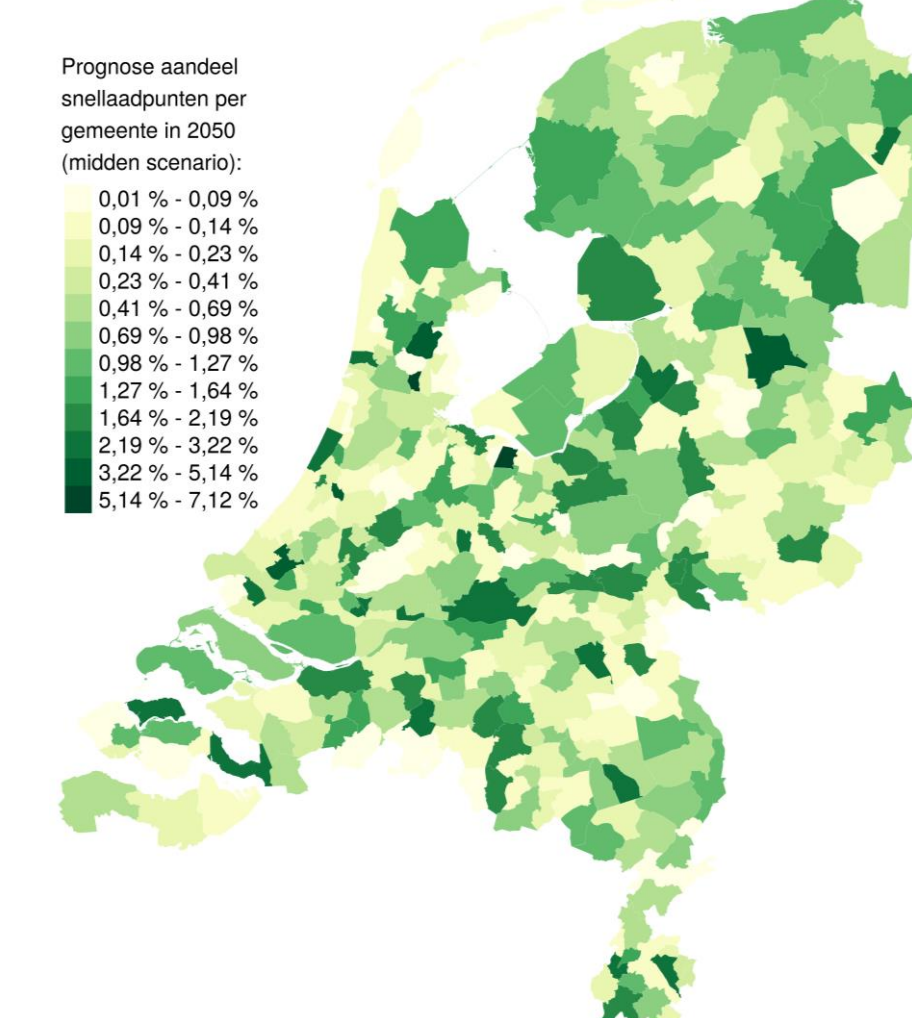 Prognose aandeel
snellaadpunten per
gemeente in 2050
(midden scenario):
0,01 % - 0,09 %
0,09 % - 0,14 %
0,14 % - 0,23 %
0,23 % - 0,41 %
0,41 % - 0,69 %
0,69 % - 0,98 %
0,98 % - 1,27 %
1,27 % - 1,64 %
1,64 % - 2,19 %
2,19 % - 3,22 %
3,22 % - 5,14 %
5,14 % - 7,12 %